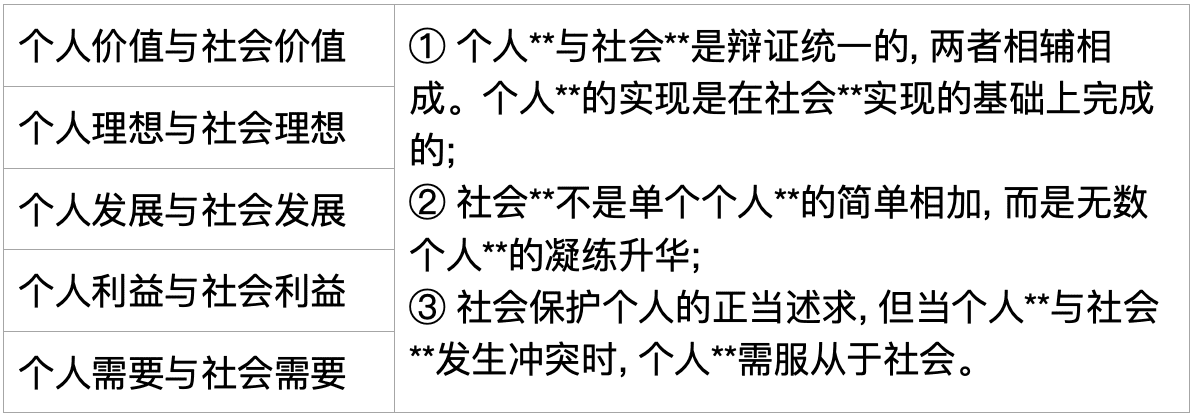 个人价值与社会价值
个人理想与社会理想
个人发展与社会发展
个人利益与社会利益
个人需要与社会需要
① 个人**与社会**是辩证统一的, 两者相辅相
成。个人**的实现是在社会**实现的基础上完成
的;
② 社会**不是单个个人**的简单相加, 而是无数
个人**的凝练升华;
③ 社会保护个人的正当述求, 但当个人**与社会
**发生冲突时, 个人**需服从于社会。